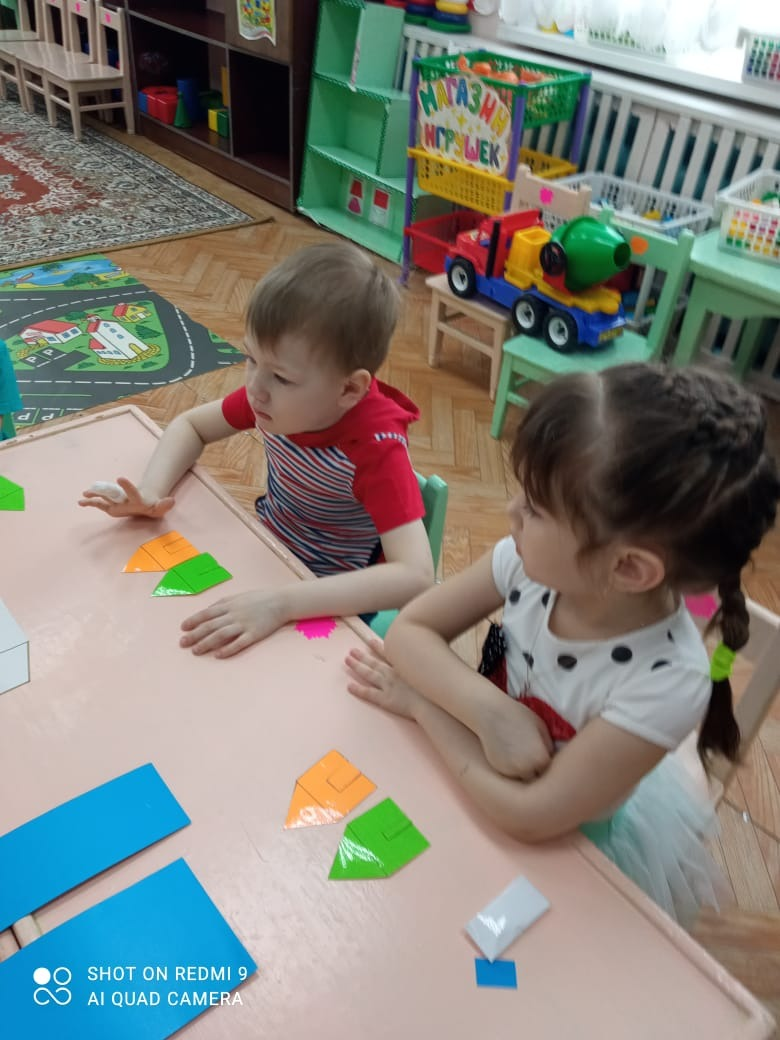 МАГАЗИН
ИГРУШЕК
P P
P P
SHOT ON REDMI 9
AI QUAD CAMERA